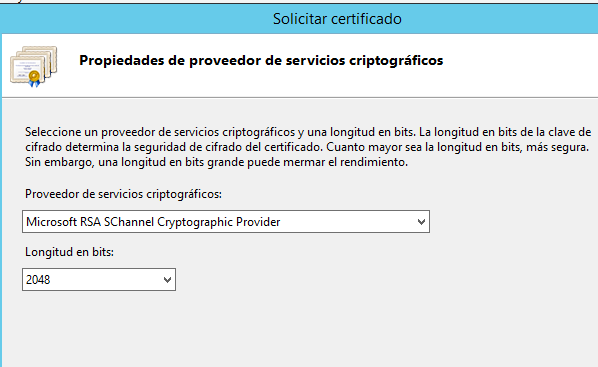 Solicitar certificado
Propiedades de proveedor de servicios criptográficos
Seleccione un proveedor de servicios criptográficos y una longitud en bits. La longitud en bits de la clave de
cifrado determina la seguridad de cifrado del certificado. Cuanto mayor sea la longitud en bits, más segura.
Sin embargo, una longitud en bits grande puede mermar el rendimiento.
Proveedor de servicios criptográficos:
Microsoft RSA SChannel Cryptographic Provider
Longitud en bits:
2048